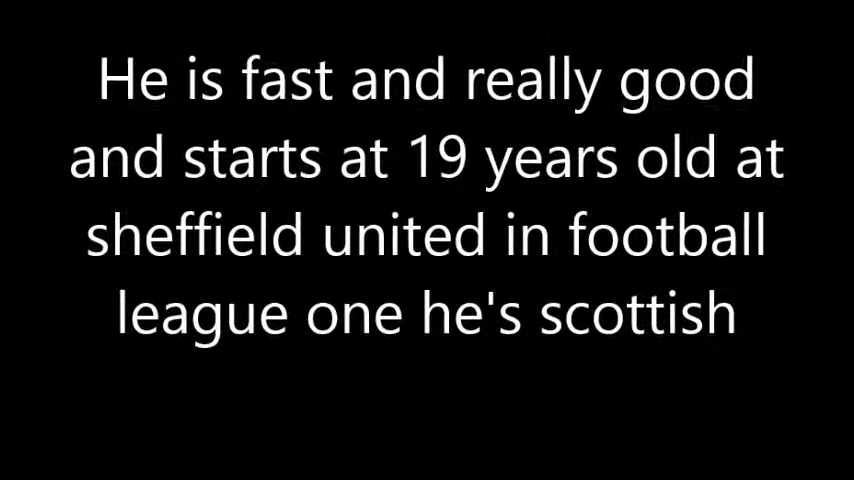 He is fast and really good
and starts at 19 years old at
sheffield united in football
league one he's scottish